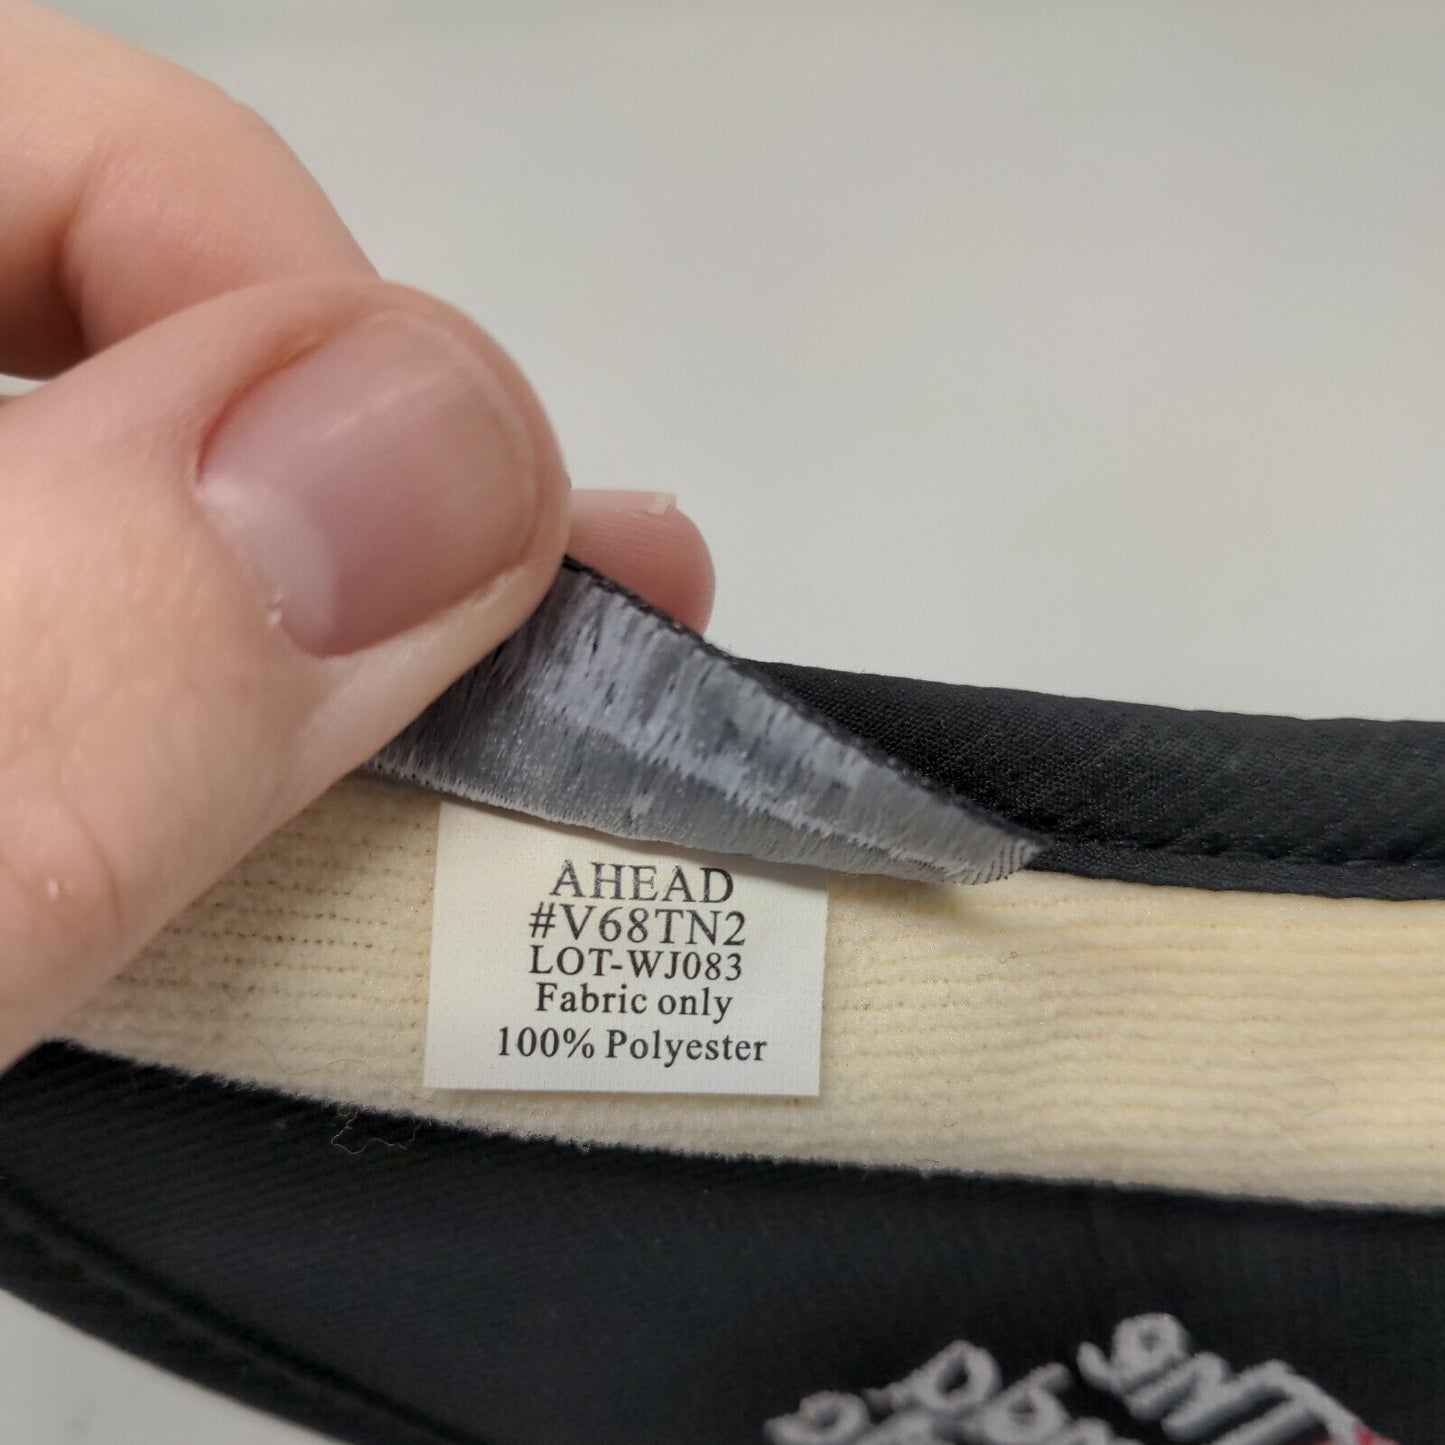 AHEAD
#V68TN2
LOT-WJ083
Fabric only
100% Polyester